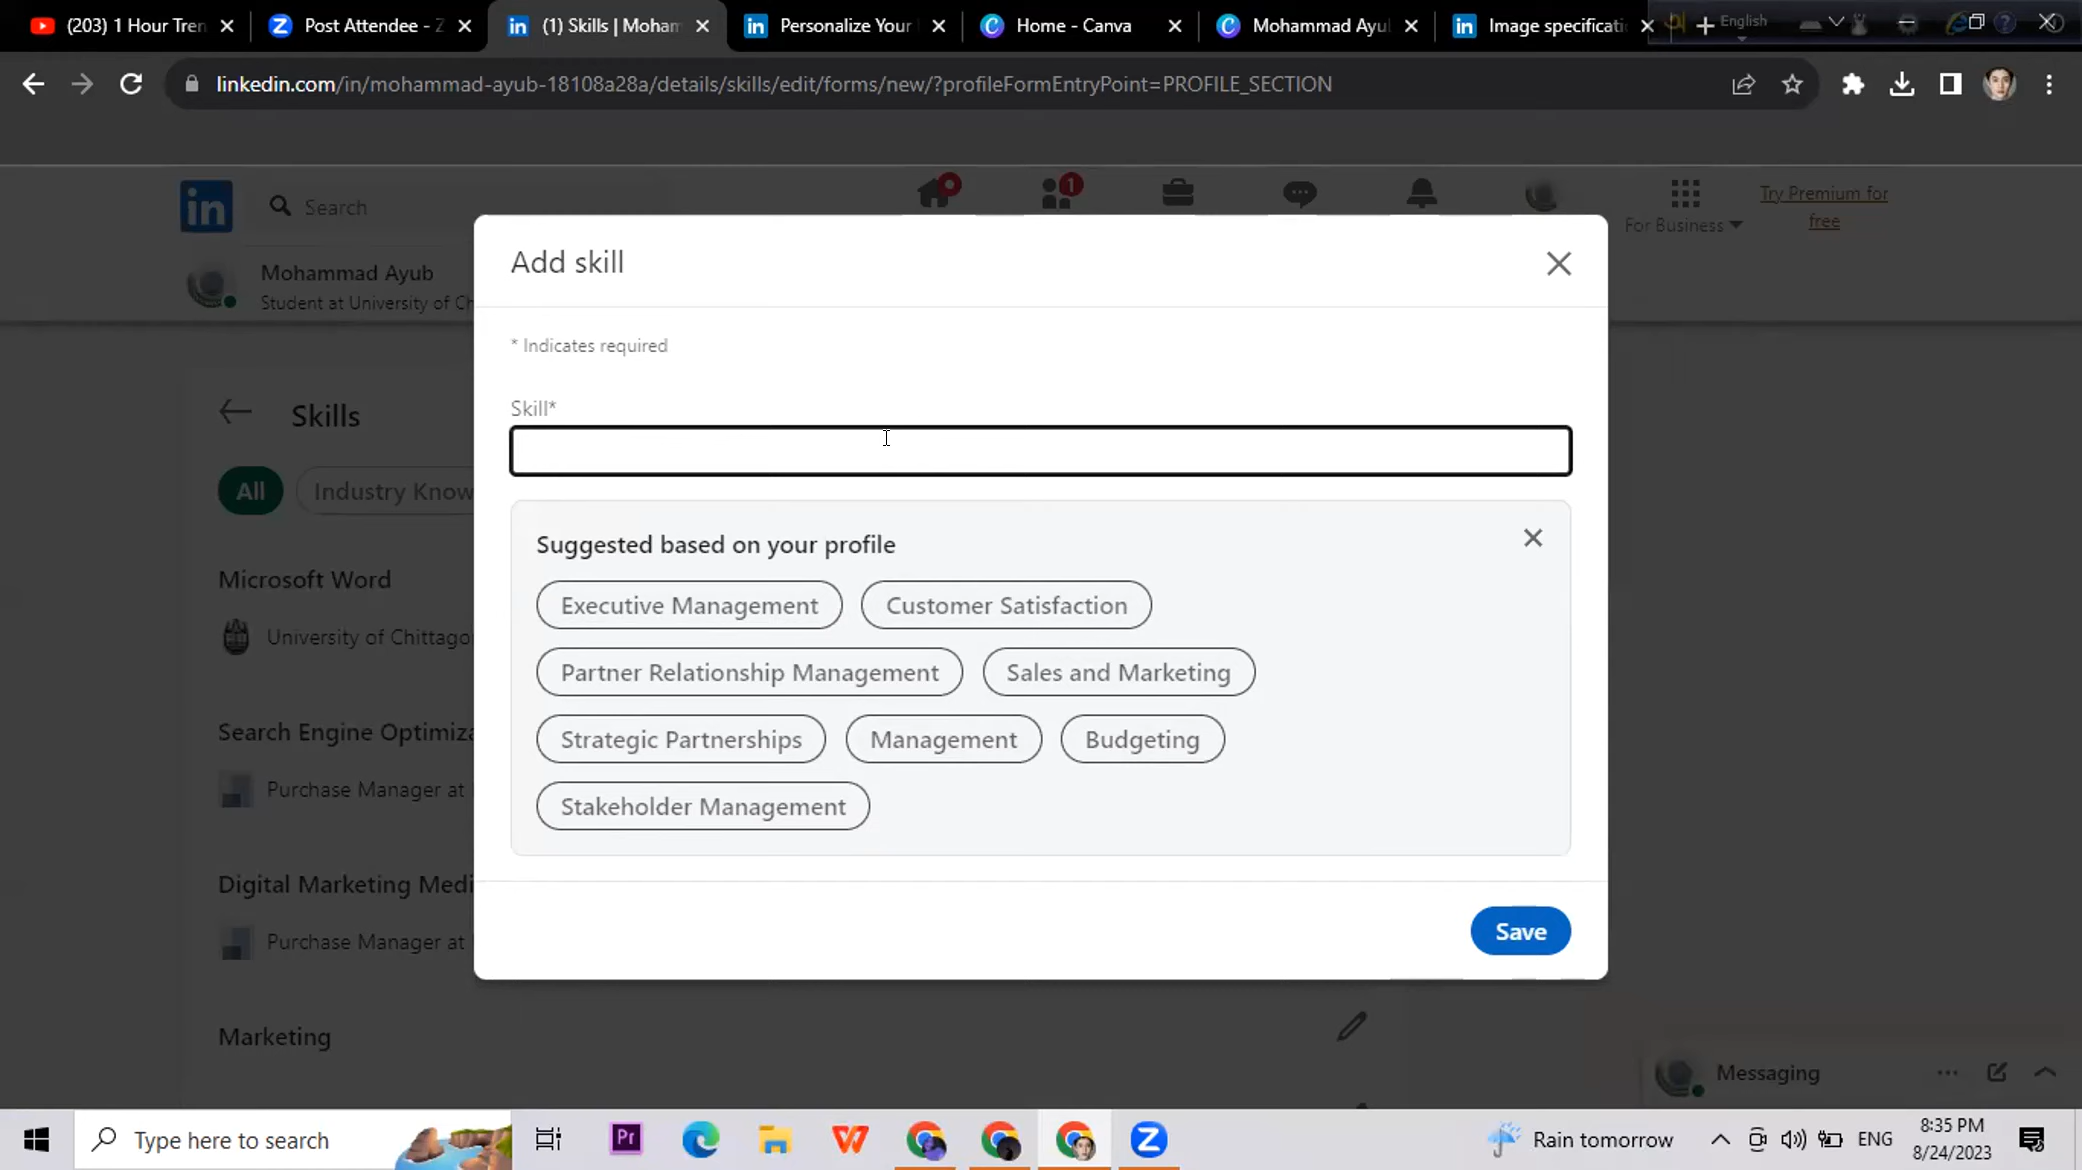 (203) 1 Hour Tren
Post Attendee - Z
(1) Skills | Moham
Personalize Your
Home - Canva
Mohammad Ayu
Image specificati
English
linkedin.com/in/mohammad-ayub-18108a28a/details/skills/edit/forms/new/?profileFormEntryPoint=PROFILE_SECTION
in
Search
1
For Business
Try Premium for
free
Mohammad Ayub
Student at University of Ch
Add skill
* Indicates required
Skill*
Skills
All
Industry Know
Suggested based on your profile
Microsoft Word
Executive Management
Customer Satisfaction
University of Chittago
Partner Relationship Management
Sales and Marketing
Search Engine Optimiza
Strategic Partnerships
Management
Budgeting
Purchase Manager at
Stakeholder Management
Digital Marketing Medi
Purchase Manager at
Save
Marketing
Messaging
Type here to search
Pr
Rain tomorrow
ENG
8:35 PM
8/24/2023